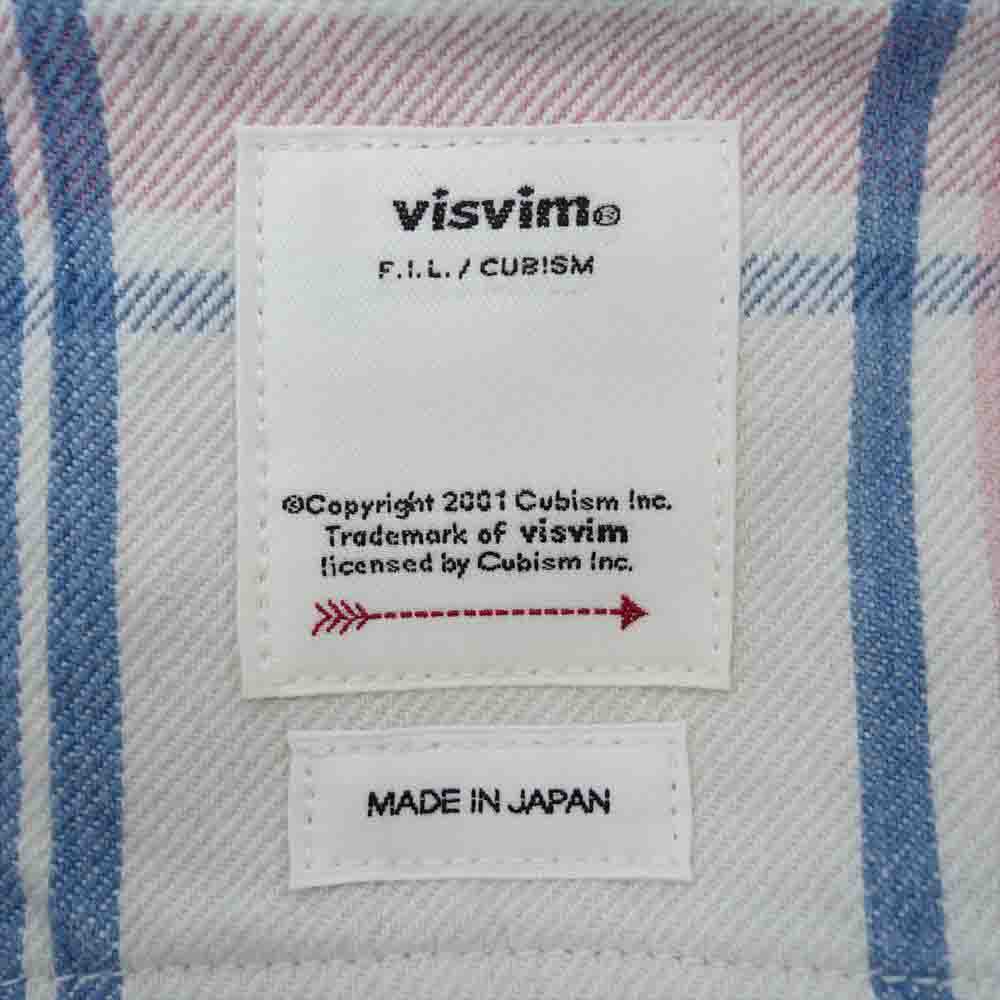 visvim®
F.I.L. / CUBISM
©Copyright 2001 Cubism Inc.
Trademark of visvim
licensed by Cubism Inc.
MADE IN JAPAN